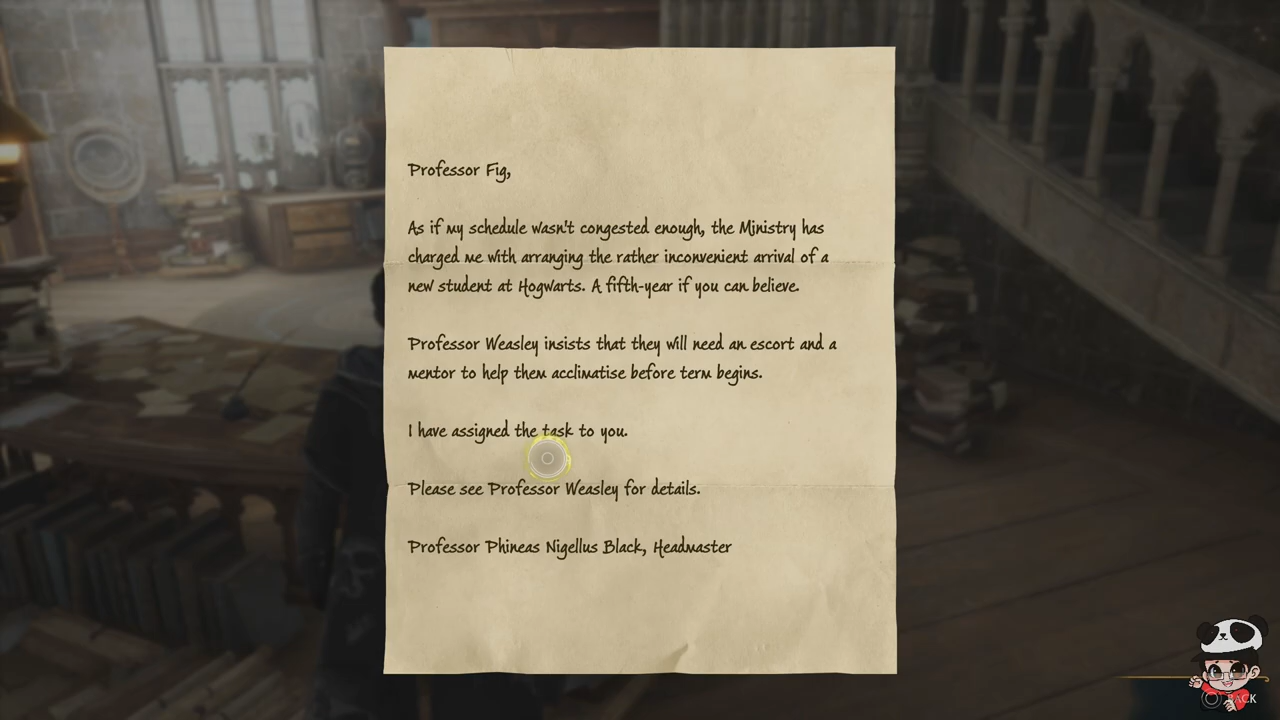 Professor Fig,
As if my schedule wasn't congested enough, the Ministry has
charged me with arranging the rather inconvenient arrival of a
new student at Hogwarts. A fifth-year if you can believe.
Professor Weasley insists that they will need an escort and a
mentor to help them acclimatise before term begins.
I have assigned the task to you.
Please see Professor Weasley for details.
Professor Phineas Nigellus Black, Headmaster
BACK